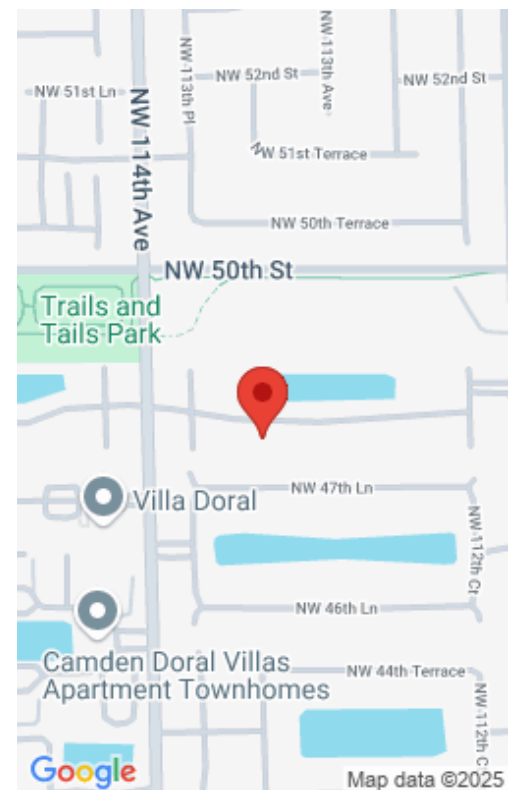 NW 52nd St
NW 113th Pl
NW 113th Ave
NW 52nd St
NW 51st Ln
NW 114th Ave
NW 51st Terrace
NW 50th Terrace
NW 50th St
Trails and
Tails Park
NW 47th Ln
Villa Doral
NW 112th Ct
NW 46th Ln
Camden Doral Villas
Apartment Townhomes
NW 44th Terrace
NW 112th C
Google
Map data ©2025